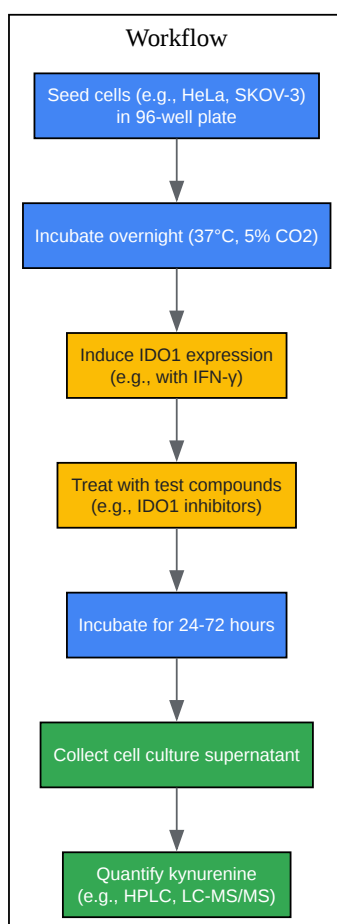 Workflow
Seed cells (e.g., HeLa, SKOV-3)
in 96-well plate
Incubate overnight (37°C, 5% CO2)
Induce IDO1 expression
(e.g., with IFN-γ)
Treat with test compounds
(e.g., IDO1 inhibitors)
Incubate for 24-72 hours
Collect cell culture supernatant
Quantify kynurenine
(e.g., HPLC, LC-MS/MS)